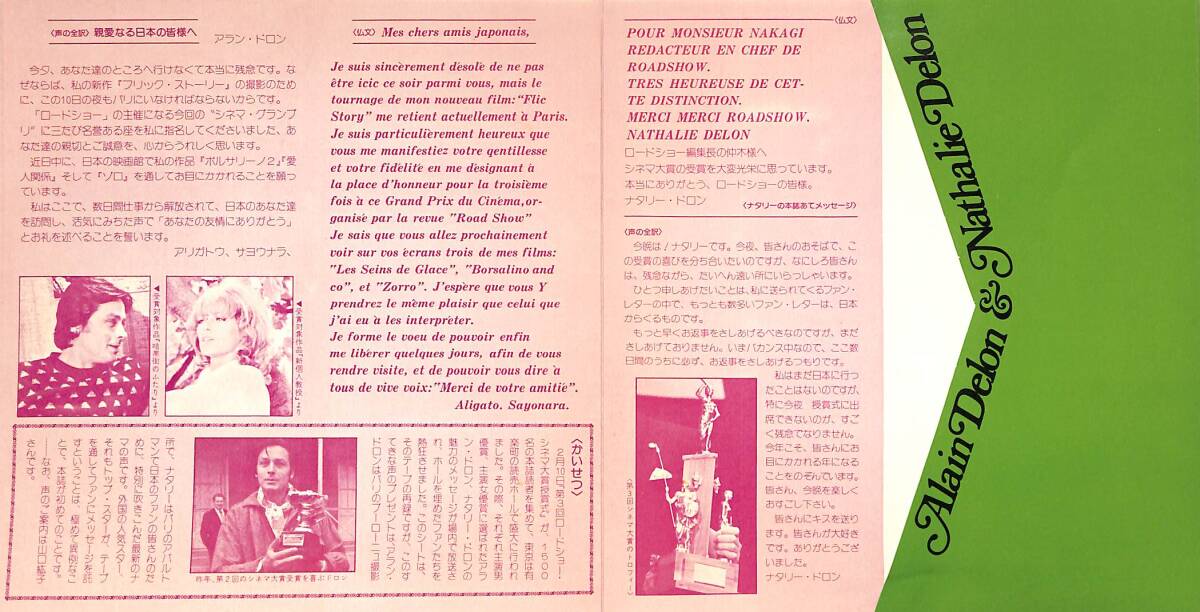 〈声の全訳〉 親愛なる日本の皆様へ アラン・ドロン
今夕、あなた達のところへ行けなくて本当に残念です。な
ぜならば、私の新作『フリック・ストーリー』の撮影のため
に、この10日の夜もパリにいなければならないからです。
「ロードショー」の主催になる今回の〝シネマ・グランプ
リ〞に三たび名誉ある座を私に指名してくださいました、あ
なた達の親切とご誠意を、心からうれしく思います。
近日中に、日本の映画館で私の作品『ボルサリーノ2』『愛
人関係』そして『ゾロ』を通してお目にかかれることを願っ
ています。
私はここで、数日間仕事から解放されて、日本のあなた達
を訪問し、活気にみちた声で「あなたの友情にありがとう」
とお礼を述べることを誓います。
アリガトウ、サヨウナラ、
◀受賞対象作品『暗黒街のふたり』より
◀受賞対象作品『新個人教授』より
〈仏文〉 Mes chers amis japonais,
Je suis sincèrement désolé de ne pas
être icic ce soir parmi vous, mais le
tournage de mon nouveau film:"Flic
Story" me retient actuellement à Paris.
Je suis particulièrement heureux que
vous me manifestiez votre gentillesse
et votre fidélité en me désignant à
la place d'honneur pour la troisième
fois à ce Grand Prix du Cinéma,or-
ganisé par la revue "Road Show"
Je sais que vous allez prochainement
voir sur vos écrans trois de mes films:
"Les Seins de Glace", "Borsalino and
co", et "Zorro". J'espère que vous Y
prendrez le même plaisir que celui que
j'ai eu à les interpréter.
Je forme le voeu de pouvoir enfin
me libérer quelques jours, afin de vous
rendre visite, et de pouvoir vous dire à
tous de vive voix:"Merci de votre amitié".
Aligato. Sayonara.
〈かいせつ〉
2月10日『第3回ロードショー・
シネマ大賞授賞式』が、1500
名の本誌読者を集めて、東京は有
楽町の読売ホールで盛大に行われ
ました。その際、それぞれ主演男
優賞、主演女優賞に選ばれたアラ
ン・ドロン、ナタリー・ドロンの
魅力のメッセージが場内で放送さ
れ、ホールを埋めたファンたちを
熱狂させました。このシートは、
そのテープの再録ですが、このす
てきな声のプレゼントは、アラン・
ドロンはパリのブーローニュ撮影
所で、ナタリーはパリのアパルト
マンで日本のファンの皆さんのた
めに、特別に吹きこんだ最新のナ
マの声です。外国の人気スター、
それもトップ・スターが、テープ
を通してファンにメッセージを託
すということは、極めて異例なこ
とで、本誌が初めてのことです。
――なお、声のご案内は山口紘子
さんです。
昨年、第2回のシネマ大賞受賞を喜ぶドロン
〈仏文〉
POUR MONSIEUR NAKAGI
REDACTEUR EN CHEF DE
ROADSHOW.
TRES HEUREUSE DE CET-
TE DISTINCTION.
MERCI MERCI ROADSHOW.
NATHALIE DELON
ロードショー編集長の仲木様へ
シネマ大賞の受賞を大変光栄に思っています。
本当にありがとう、ロードショーの皆様。
ナタリー・ドロン 〈ナタリーの本誌あてメッセージ〉
〈声の全訳〉
今晩は！ナタリーです。今夜、皆さんのおそばで、こ
の受賞の喜びを分ち合いたいのですが、なにしろ皆さん
は、残念ながら、たいへん遠い所にいらっしゃいます。
ひとつ申しあげたいことは、私に送られてくるファン・
レターの中で、もっとも数多いファン・レターは、日本
からくるものです。
もっと早くお返事をさしあげるべきなのですが、まだ
さしあげておりません。いまバカンス中なので、ここ数
日間のうちに必ず、お返事をさしあげるつもりです。
私はまだ日本に行っ
たことはないのですが、
特に今夜 授賞式に出
席できないのが、すご
く残念でなりません。
今年こそ、皆さんにお
目にかかれる年になる
ことをのぞんでいます。
皆さん、今晩を楽しく
おすごし下さい。
皆さんにキスを送り
ます。皆さんが大好き
です。ありがとうござ
いました。
ナタリー・ドロン
〈第3回シネマ大賞のトロフィー〉
Alain Delon & Nathalie Delon